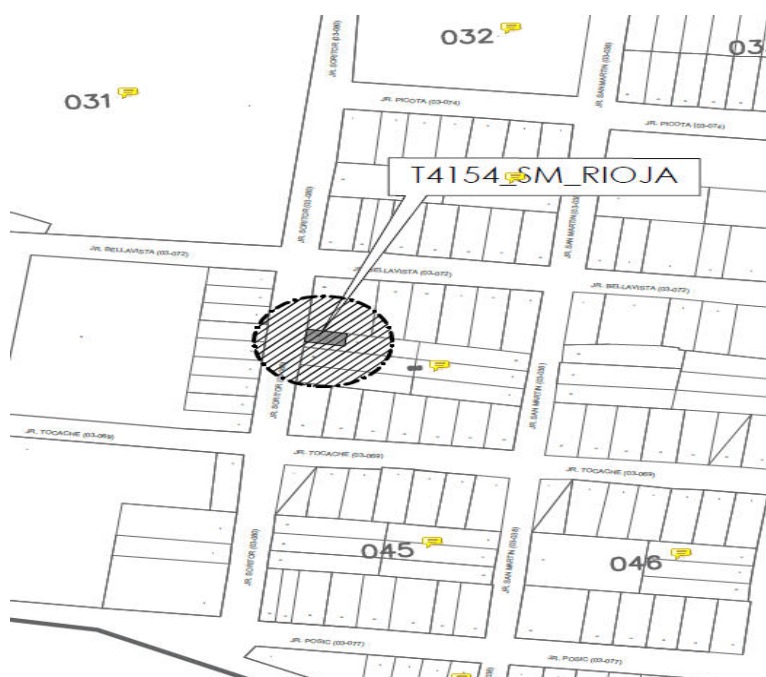 032
03
031
JR. SORITOR (03-080)
JR. PICOTA (03-074)
JR. SAN MARTIN (03-038)
JR. PICOTA (03-074)
T4154_SM_RIOJA
JR. SORITOR (03-080)
JR. SAN MARTIN (03-038)
JR. BELLAVISTA (03-072)
JR. BELLAVISTA (03-072)
JR. BELLAVISTA (03-072)
JR. SORITOR
JR. SAN MARTIN (03-038)
JR. TOCACHE (03-069)
JR. TOCACHE (03-069)
JR. TOCACHE (03-069)
JR. SORITOR (03-080)
JR. SAN MARTIN (03-038)
045
046
JR. POSIC (03-077)
JR. POSIC (03-077)